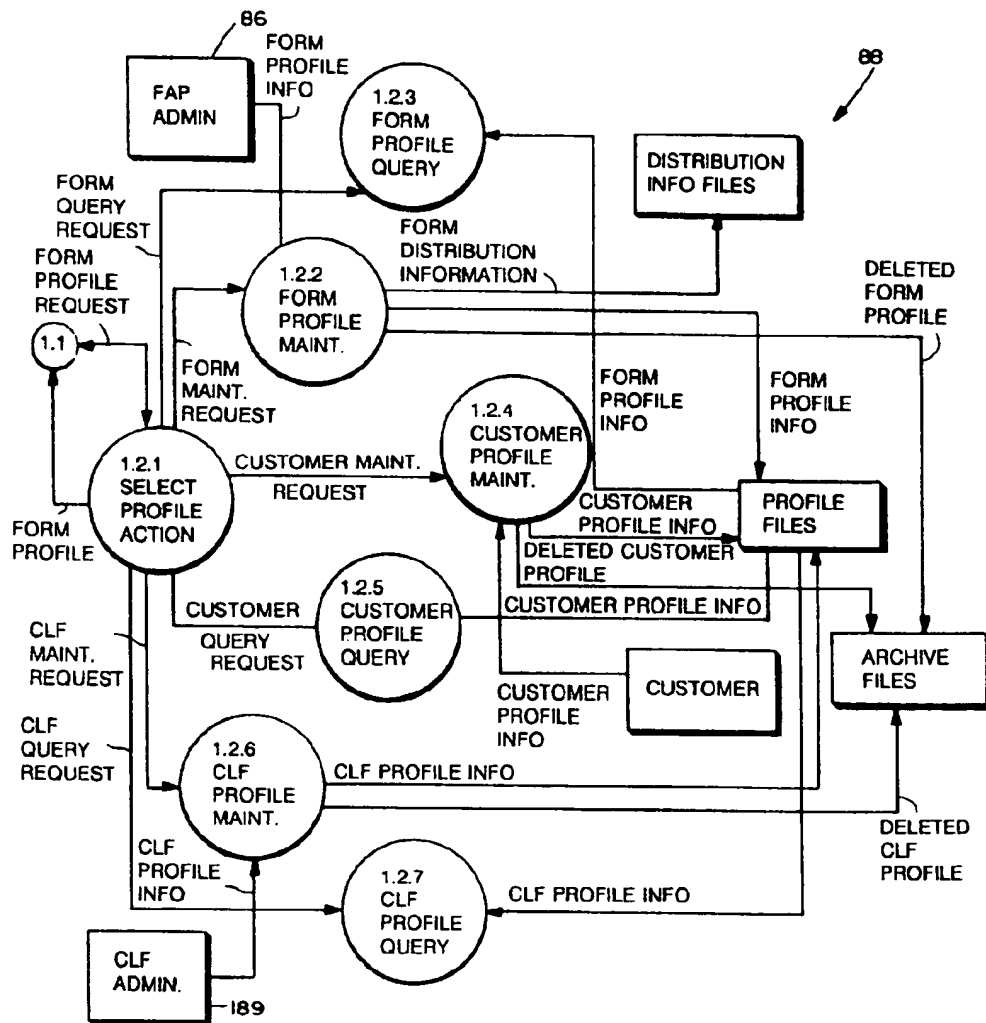 86
FORM
PROFILE
INFO
88
FAP
ADMIN
1.2.3
FORM
PROFILE
QUERY
DISTRIBUTION
INFO FILES
FORM
QUERY
REQUEST
FORM
PROFILE
REQUEST
FORM
DISTRIBUTION
INFORMATION
1.2.2
FORM
PROFILE
MAINT.
DELETED
FORM
PROFILE
1.1
FORM
MAINT.
REQUEST
FORM
PROFILE
INFO
FORM
PROFILE
INFO
1.2.4
CUSTOMER
PROFILE
MAINT.
1.2.1
SELECT
PROFILE
ACTION
CUSTOMER MAINT.
REQUEST
FORM
PROFILE
CUSTOMER
PROFILE INFO
PROFILE
FILES
DELETED CUSTOMER
PROFILE
CUSTOMER PROFILE INFO
CUSTOMER
QUERY
REQUEST
1.2.5
CUSTOMER
PROFILE
QUERY
CLF
MAINT.
REQUEST
ARCHIVE
FILES
CUSTOMER
PROFILE
INFO
CUSTOMER
CLF
QUERY
REQUEST
1.2.6
CLF
PROFILE
MAINT.
CLF PROFILE INFO
DELETED
CLF
PROFILE
CLF
PROFILE
INFO
1.2.7
CLF
PROFILE
QUERY
CLF PROFILE INFO
CLF
ADMIN.
189